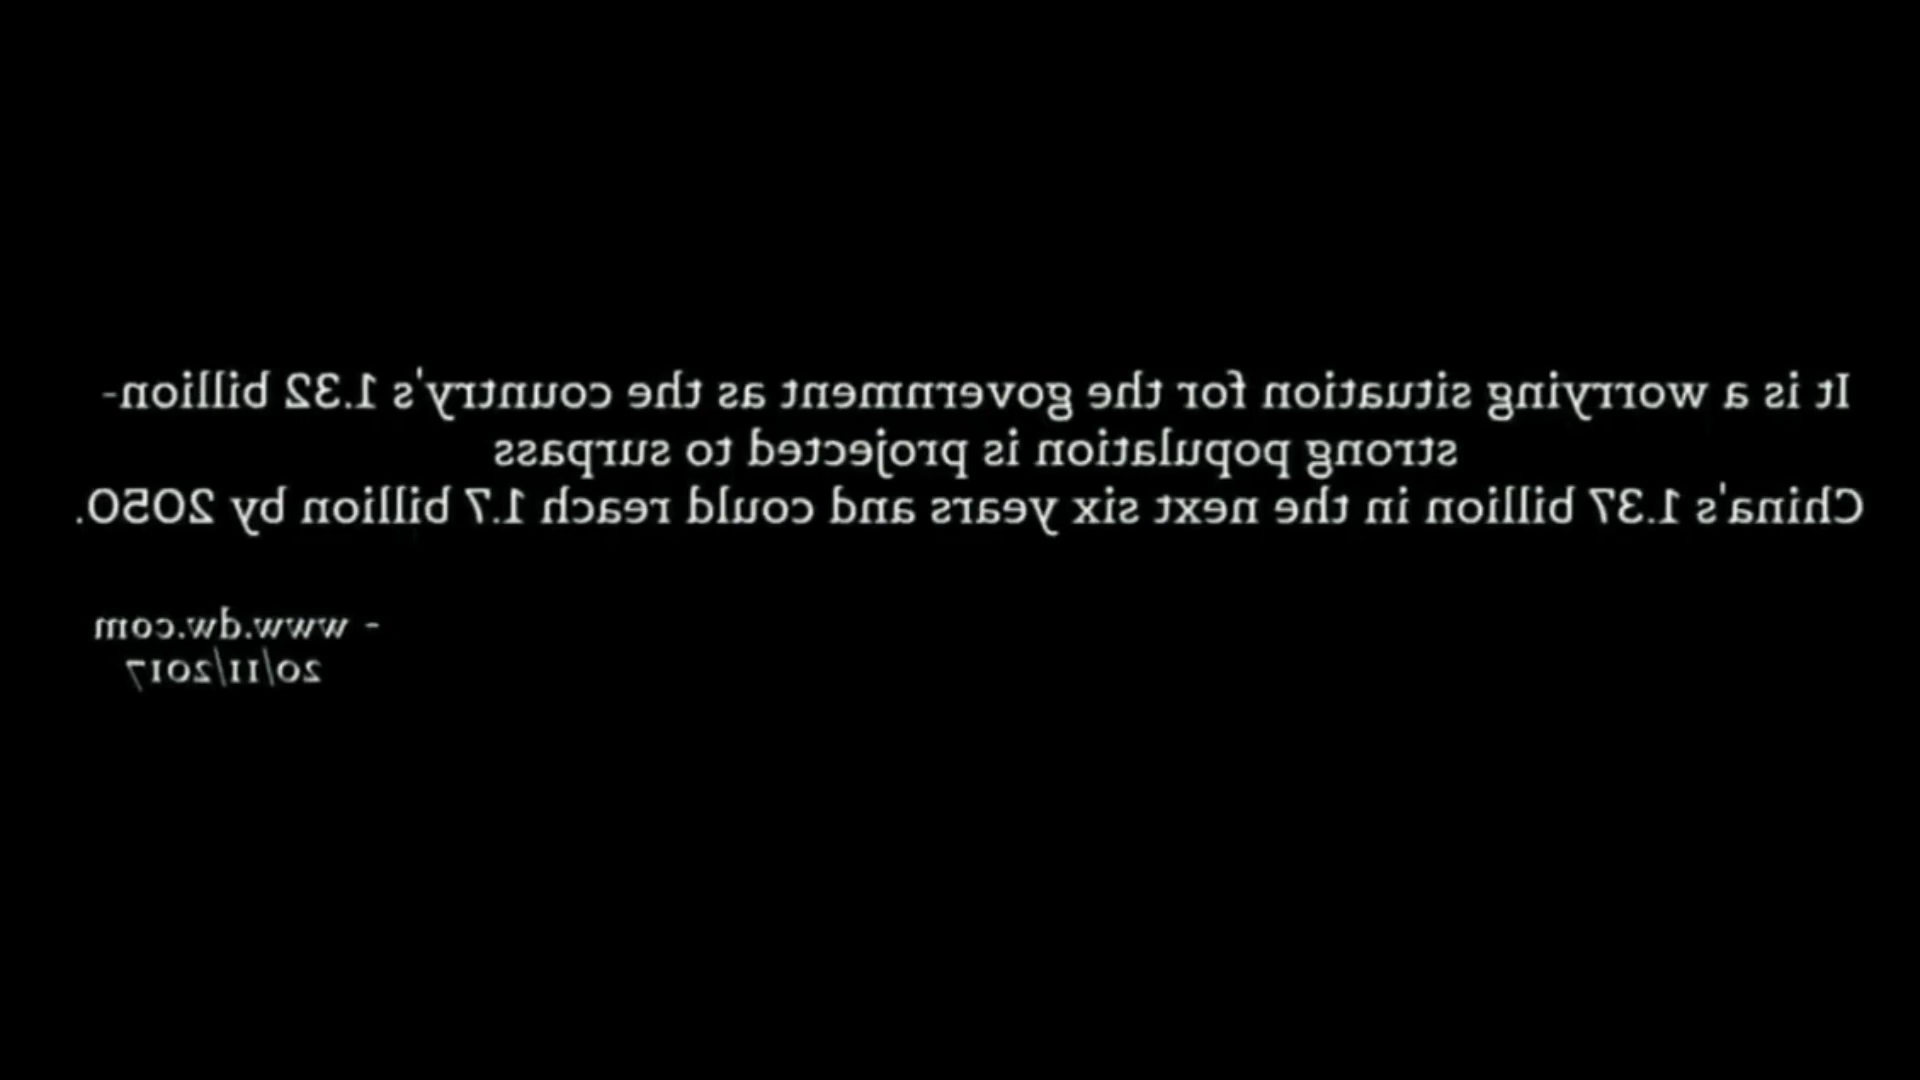 It is a worrying situation for the government as the country's 1.32 billion-
strong population is projected to surpass
China's 1.37 billion in the next six years and could reach 1.7 billion by 2050.
- www.dw.com
20/11/2017